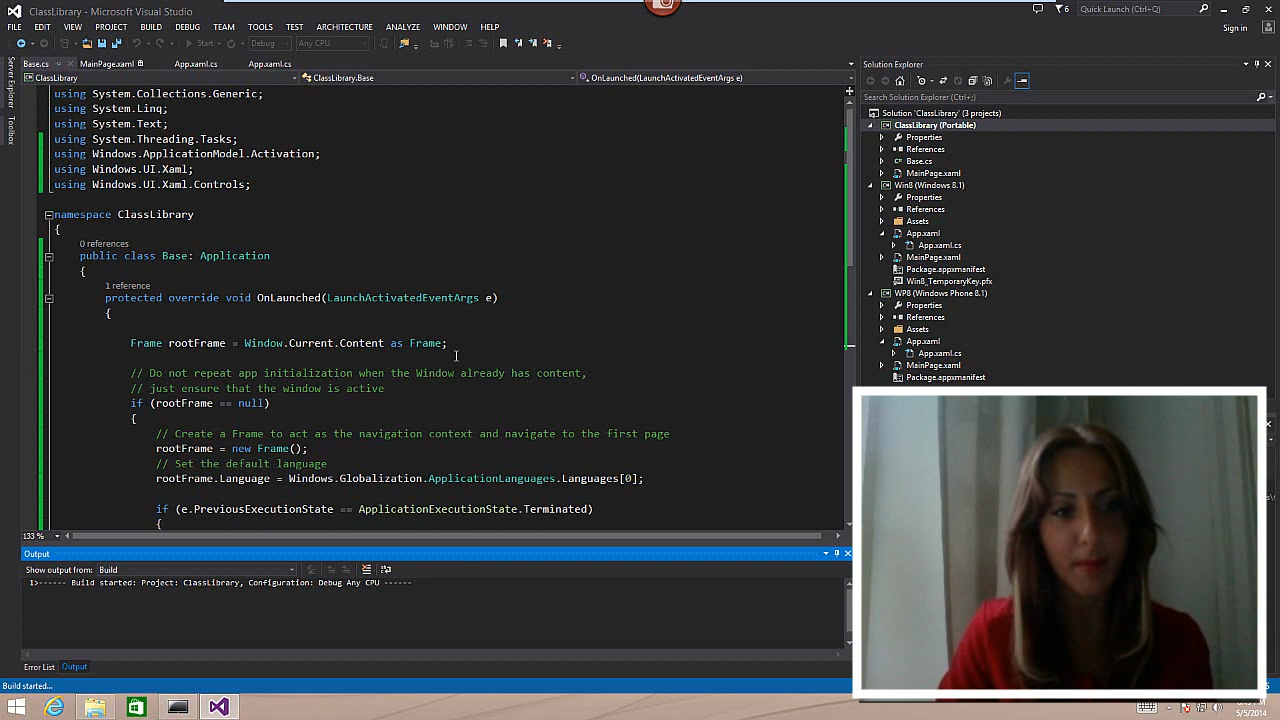 ClassLibrary - Microsoft Visual Studio
6
Quick Launch (Ctrl+Q)
FILE EDIT VIEW PROJECT BUILD DEBUG TEAM TOOLS TEST ARCHITECTURE ANALYZE WINDOW HELP
Sign in
Start Debug Any CPU
Server Explorer
Toolbox
Base.cs MainPage.xaml App.xaml.cs App.xaml.cs
ClassLibrary ClassLibrary.Base OnLaunched(LaunchActivatedEventArgs e)
using System.Collections.Generic;
using System.Linq;
using System.Text;
using System.Threading.Tasks;
using Windows.ApplicationModel.Activation;
using Windows.UI.Xaml;
using Windows.UI.Xaml.Controls;
namespace ClassLibrary
{
0 references
public class Base: Application
{
1 reference
protected override void OnLaunched(LaunchActivatedEventArgs e)
{
Frame rootFrame = Window.Current.Content as Frame;
// Do not repeat app initialization when the Window already has content,
// just ensure that the window is active
if (rootFrame == null)
{
// Create a Frame to act as the navigation context and navigate to the first page
rootFrame = new Frame();
// Set the default language
rootFrame.Language = Windows.Globalization.ApplicationLanguages.Languages[0];
if (e.PreviousExecutionState == ApplicationExecutionState.Terminated)
{
133 %
Solution Explorer
Search Solution Explorer (Ctrl+;)
Solution 'ClassLibrary' (3 projects)
ClassLibrary (Portable)
Properties
References
Base.cs
MainPage.xaml
Win8 (Windows 8.1)
Properties
References
Assets
App.xaml
App.xaml.cs
MainPage.xaml
Package.appxmanifest
Win8_TemporaryKey.pfx
WP8 (Windows Phone 8.1)
Properties
References
Assets
App.xaml
App.xaml.cs
MainPage.xaml
Package.appxmanifest
Output
Show output from: Build
1>------ Build started: Project: ClassLibrary, Configuration: Debug Any CPU ------
Error List Output
Build started...
5/5/2014